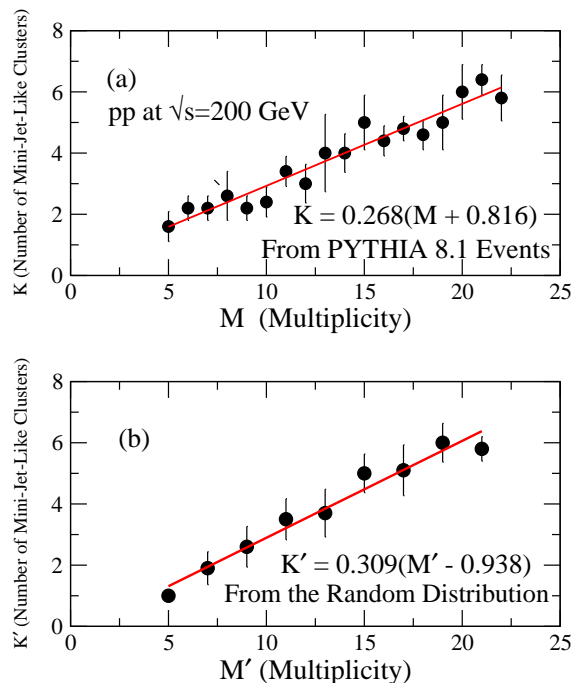 8
6
4
2
0
K (Number of Mini-Jet-Like Clusters)
(a)
pp at √s=200 GeV
K = 0.268(M + 0.816)
From PYTHIA 8.1 Events
0 5 10 15 20 25
M (Multiplicity)
8
6
4
2
0
K′ (Number of Mini-Jet-Like Clusters)
(b)
K′ = 0.309(M′ - 0.938)
From the Random Distribution
0 5 10 15 20 25
M′ (Multiplicity)